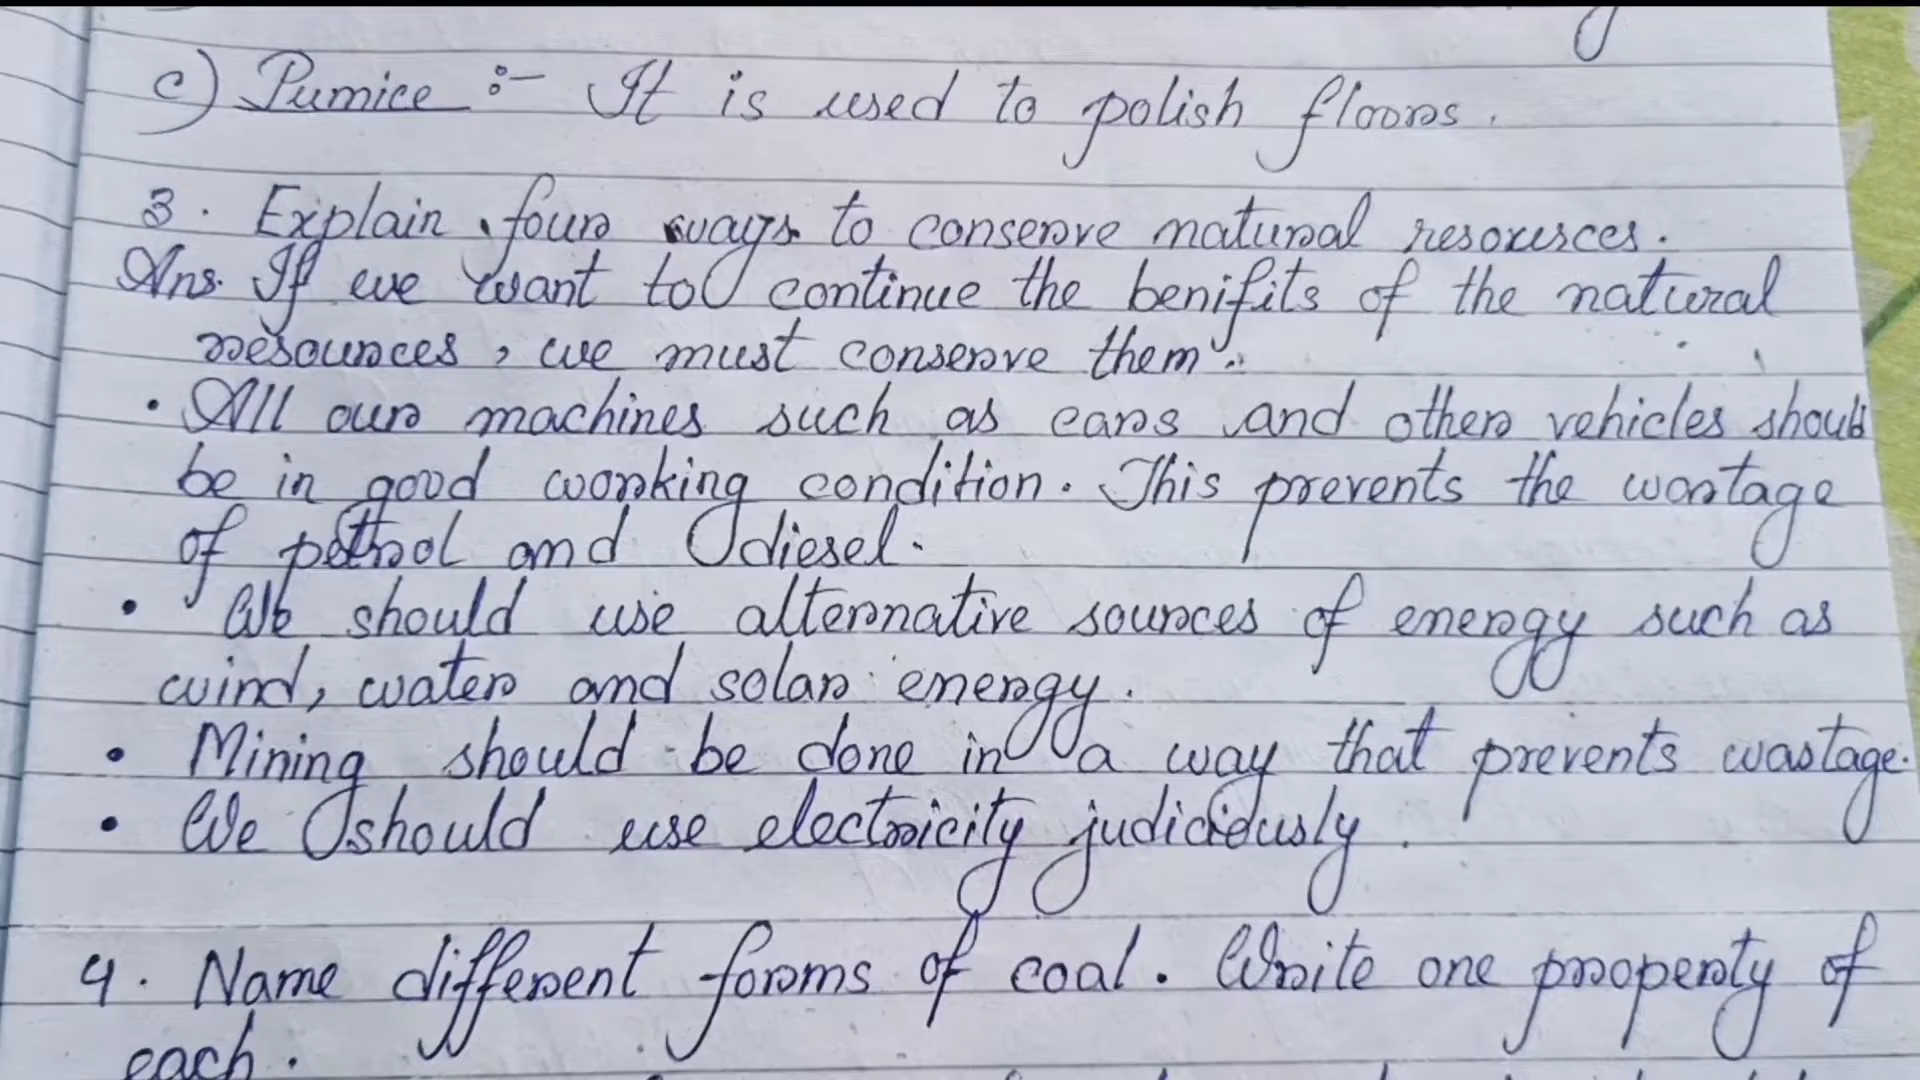 c) Pumice :- It is used to polish floors.
3. Explain four ways to conserve natural resources.
Ans. If we want to continue the benifits of the natural
resources, we must conserve them.
• All our machines such as cars and other vehicles should
be in good working condition. This prevents the wastage
of petrol and diesel.
• We should use alternative sources of energy such as
wind, water and solar energy.
• Mining should be done in a way that prevents wastage.
• We should use electricity judiciously.
4. Name different forms of coal. Write one property of
each.